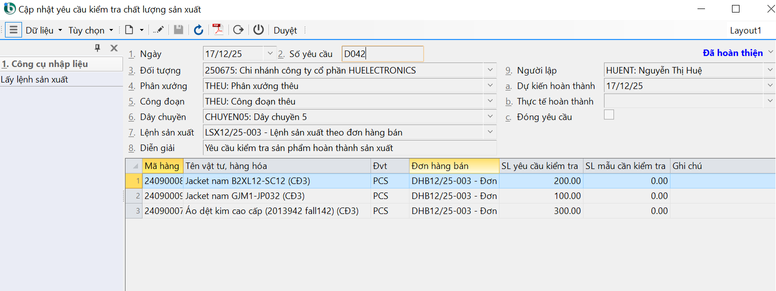 Cập nhật yêu cầu kiểm tra chất lượng sản xuất
Dữ liệu Tùy chọn Duyệt Layout1
1. Công cụ nhập liệu
Lấy lệnh sản xuất
1. Ngày 17/12/25 2. Số yêu cầu D042 Đã hoàn thiện
3. Đối tượng 250675: Chi nhánh công ty cổ phần HUELECTRONICS 9. Người lập HUENT: Nguyễn Thị Huệ
4. Phân xưởng THEU: Phân xưởng thêu a. Dự kiến hoàn thành 17/12/25
5. Công đoạn THEU: Công đoạn thêu b. Thực tế hoàn thành
6. Dây chuyền CHUYEN05: Dây chuyền 5 c. Đóng yêu cầu
7. Lệnh sản xuất LSX12/25-003 - Lệnh sản xuất theo đơn hàng bán
8. Diễn giải Yêu cầu kiểm tra sản phẩm hoàn thành sản xuất
Mã hàng Tên vật tư, hàng hóa Đvt Đơn hàng bán SL yêu cầu kiểm tra SL mẫu cần kiểm tra Ghi chú
1 24090008 Jacket nam B2XL12-SC12 (CĐ3) PCS DHB12/25-003 - Đơn 200.00 0.00
2 24090009 Jacket nam GJM1-JP032 (CĐ3) PCS DHB12/25-003 - Đơn 100.00 0.00
3 24090007 Áo dệt kim cao cấp (2013942 fall142) (CĐ3) PCS DHB12/25-003 - Đơn 300.00 0.00